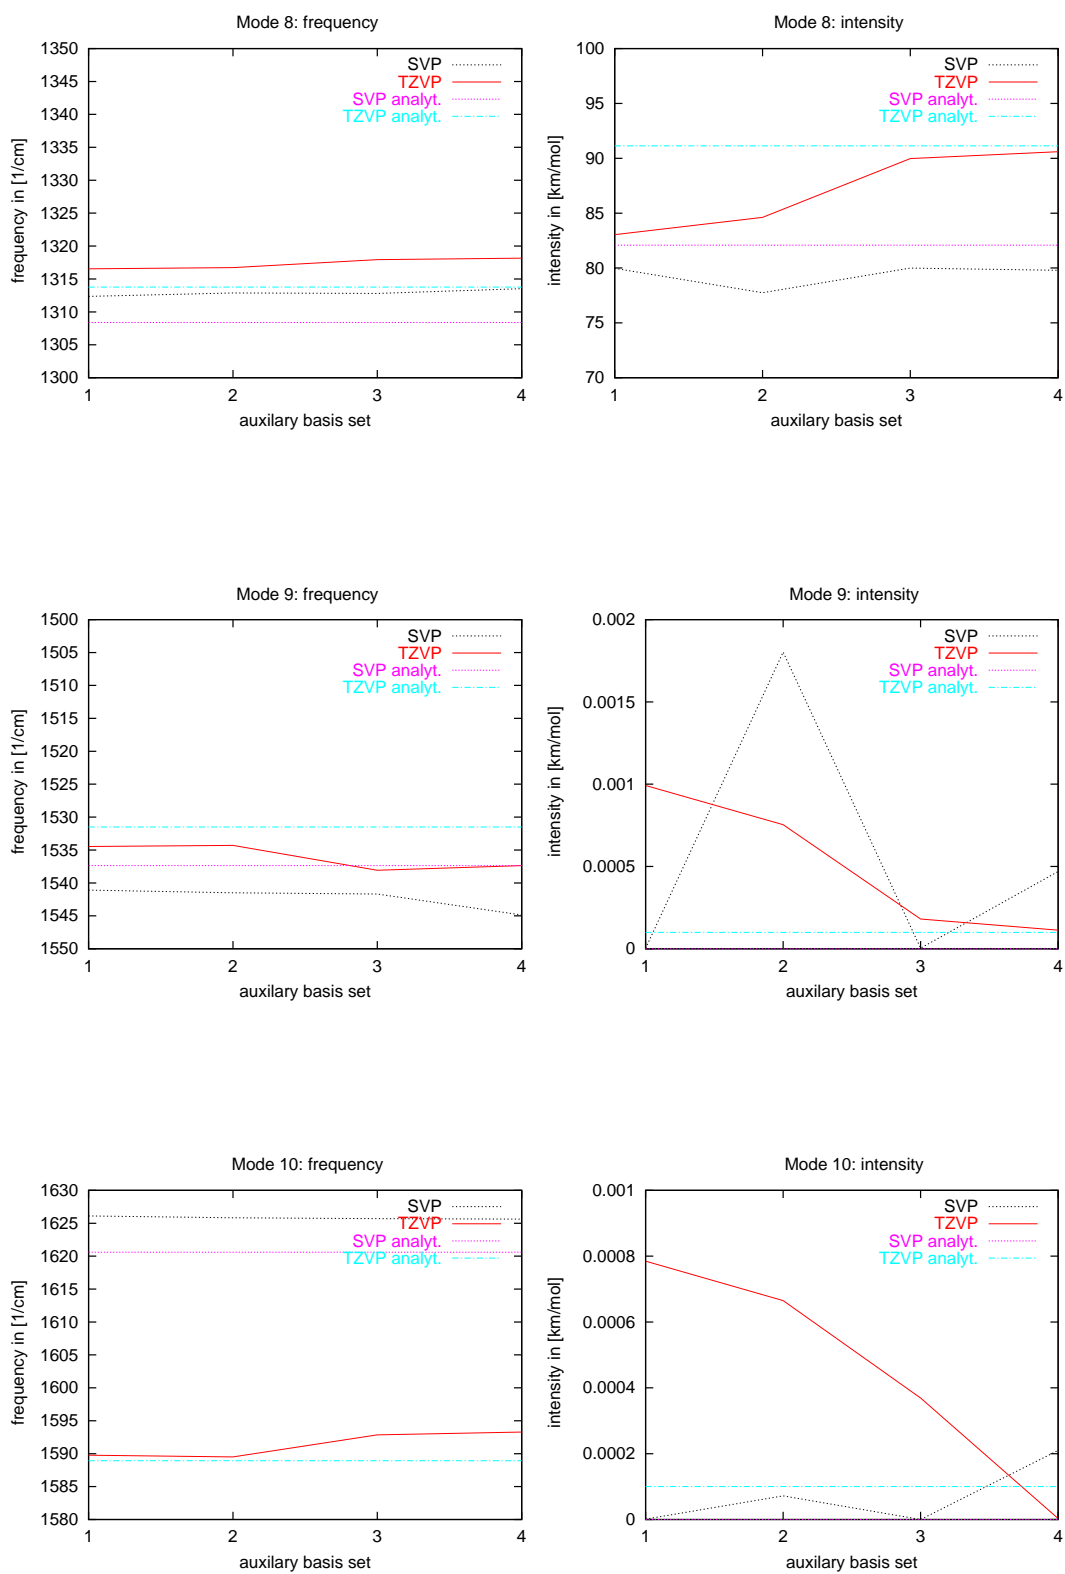 Mode 8: frequency
1350
1345
1340
1335
1330
1325
1320
1315
1310
1305
1300
1
2
3
4
frequency in [1/cm]
auxilary basis set
SVP
TZVP
SVP analyt.
TZVP analyt.
Mode 8: intensity
100
95
90
85
80
75
70
1
2
3
4
intensity in [km/mol]
auxilary basis set
SVP
TZVP
SVP analyt.
TZVP analyt.
Mode 9: frequency
1500
1505
1510
1515
1520
1525
1530
1535
1540
1545
1550
1
2
3
4
frequency in [1/cm]
auxilary basis set
SVP
TZVP
SVP analyt.
TZVP analyt.
Mode 9: intensity
0.002
0.0015
0.001
0.0005
0
1
2
3
4
intensity in [km/mol]
auxilary basis set
SVP
TZVP
SVP analyt.
TZVP analyt.
Mode 10: frequency
1630
1625
1620
1615
1610
1605
1600
1595
1590
1585
1580
1
2
3
4
frequency in [1/cm]
auxilary basis set
SVP
TZVP
SVP analyt.
TZVP analyt.
Mode 10: intensity
0.001
0.0008
0.0006
0.0004
0.0002
0
1
2
3
4
intensity in [km/mol]
auxilary basis set
SVP
TZVP
SVP analyt.
TZVP analyt.